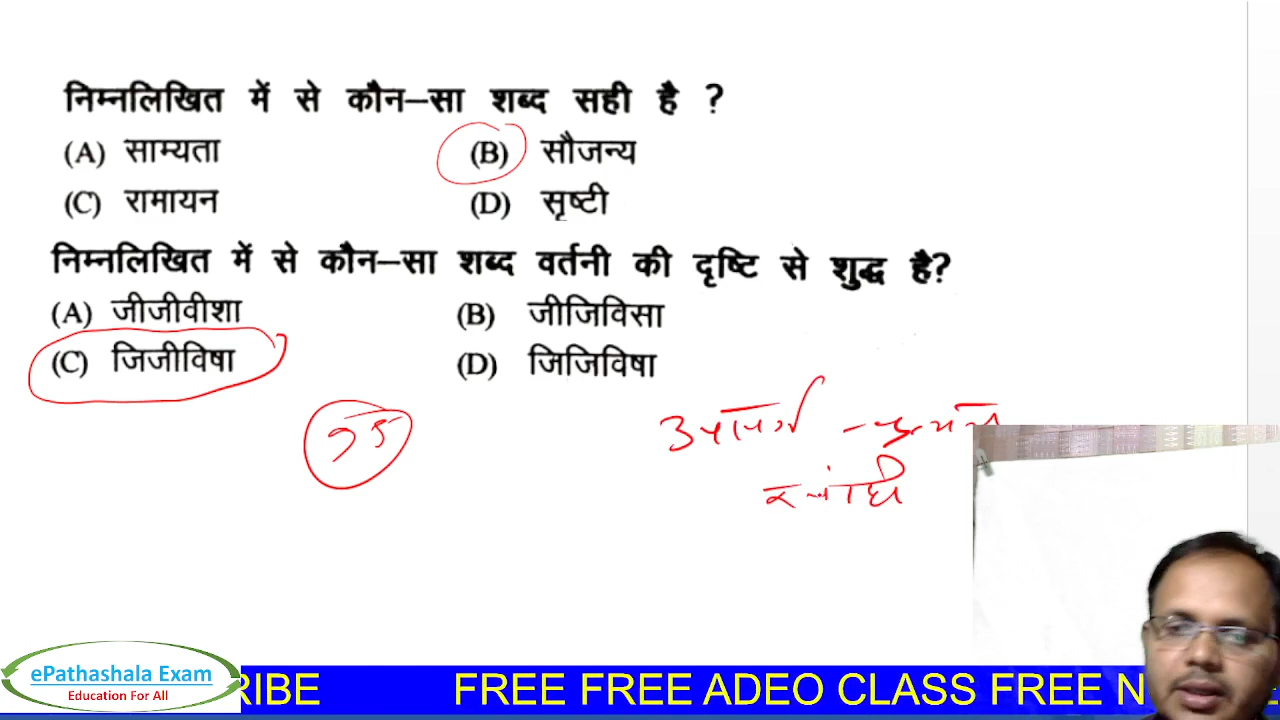 निम्नलिखित में से कौन–सा शब्द सही है ?
(A) साम्यता (B) सौजन्य
(C) रामायन (D) सृष्टी
निम्नलिखित में से कौन–सा शब्द वर्तनी की दृष्टि से शुद्ध है?
(A) जीजीवीशा (B) जीजिविसा
(C) जिजीविषा (D) जिजिविषा
उपसर्ग –
ePathashala Exam
Education For All
RIBE FREE FREE ADEO CLASS FREE N